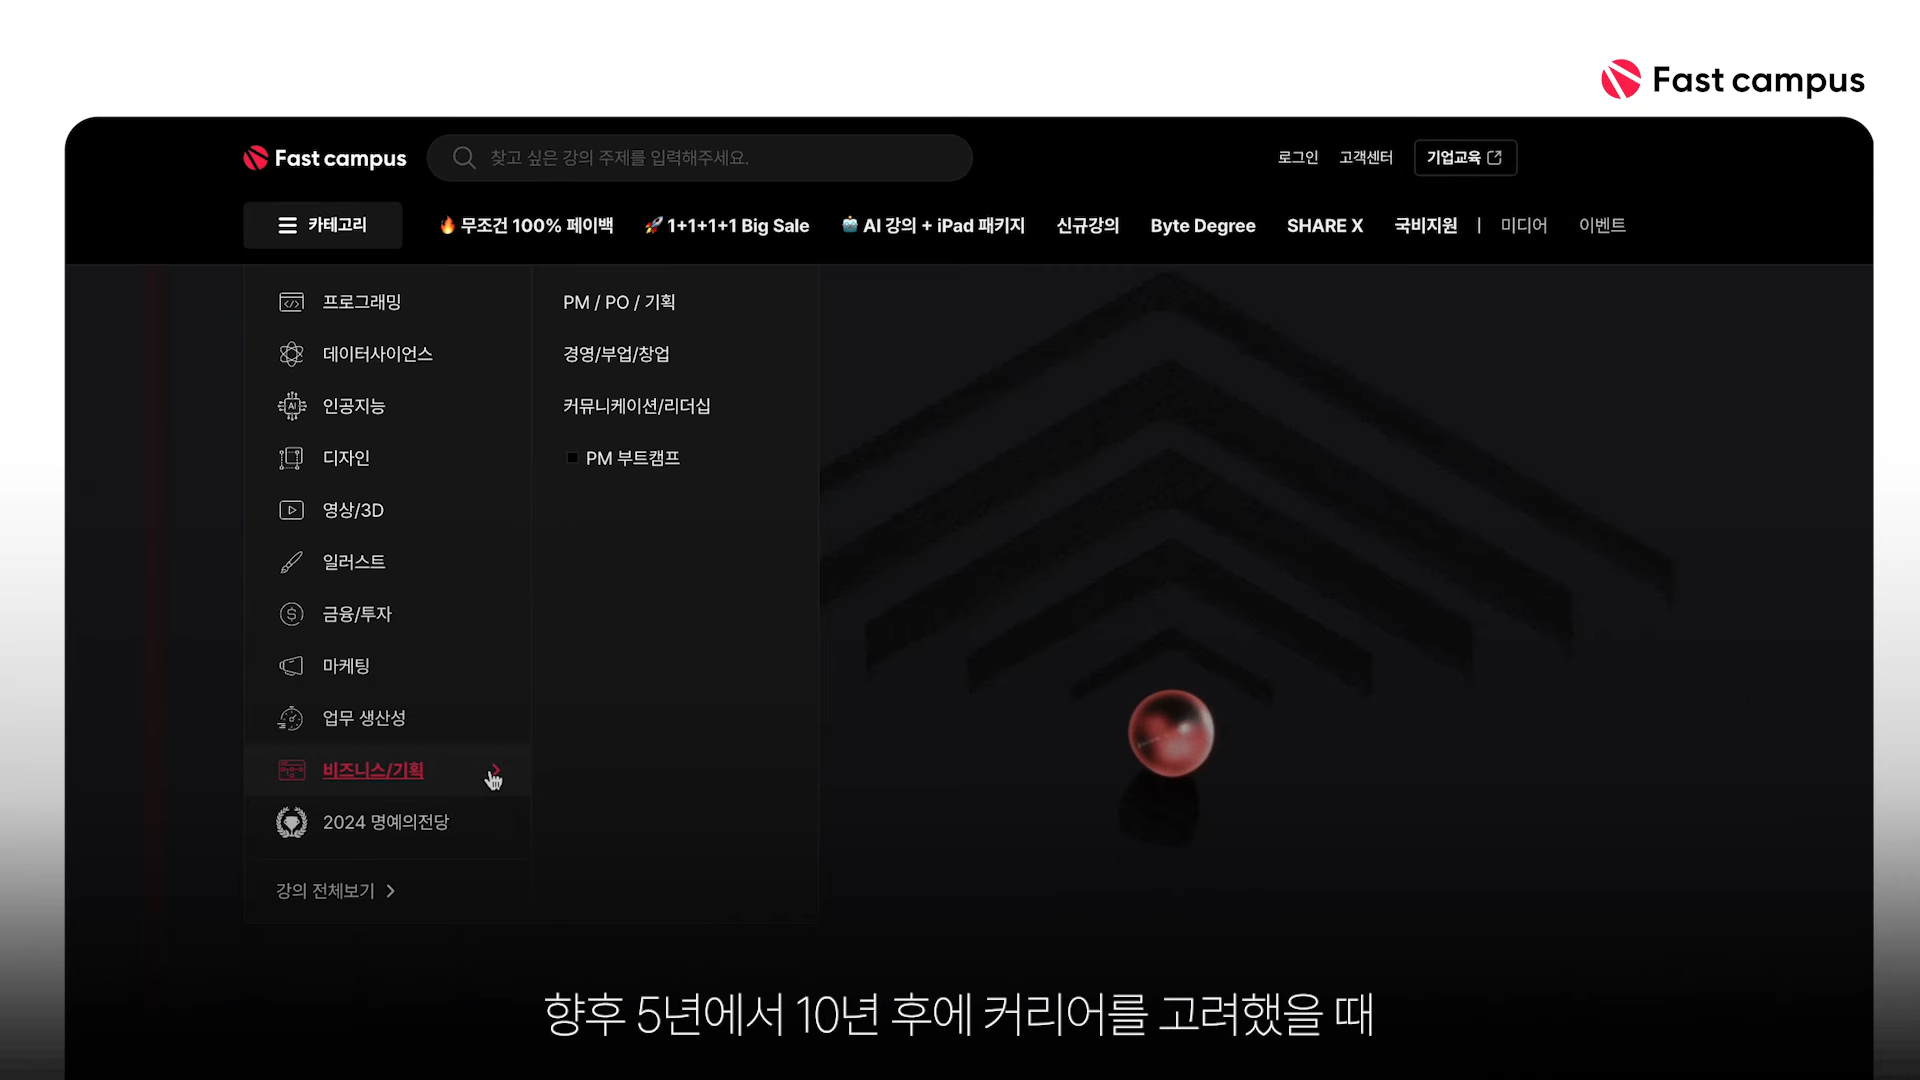 Fast campus
Fast campus
찾고 싶은 강의 주제를 입력해주세요.
로그인
고객센터
기업교육
카테고리
🔥 무조건 100% 페이백
🚀 1+1+1+1 Big Sale
AI 강의 + iPad 패키지
신규강의
Byte Degree
SHARE X
국비지원
|
미디어
이벤트
프로그래밍
데이터사이언스
AI
인공지능
디자인
영상/3D
일러스트
금융/투자
마케팅
업무 생산성
비즈니스/기획
2024 명예의전당
강의 전체보기
PM / PO / 기획
경영/부업/창업
커뮤니케이션/리더십
PM 부트캠프
향후 5년에서 10년 후에 커리어를 고려했을 때